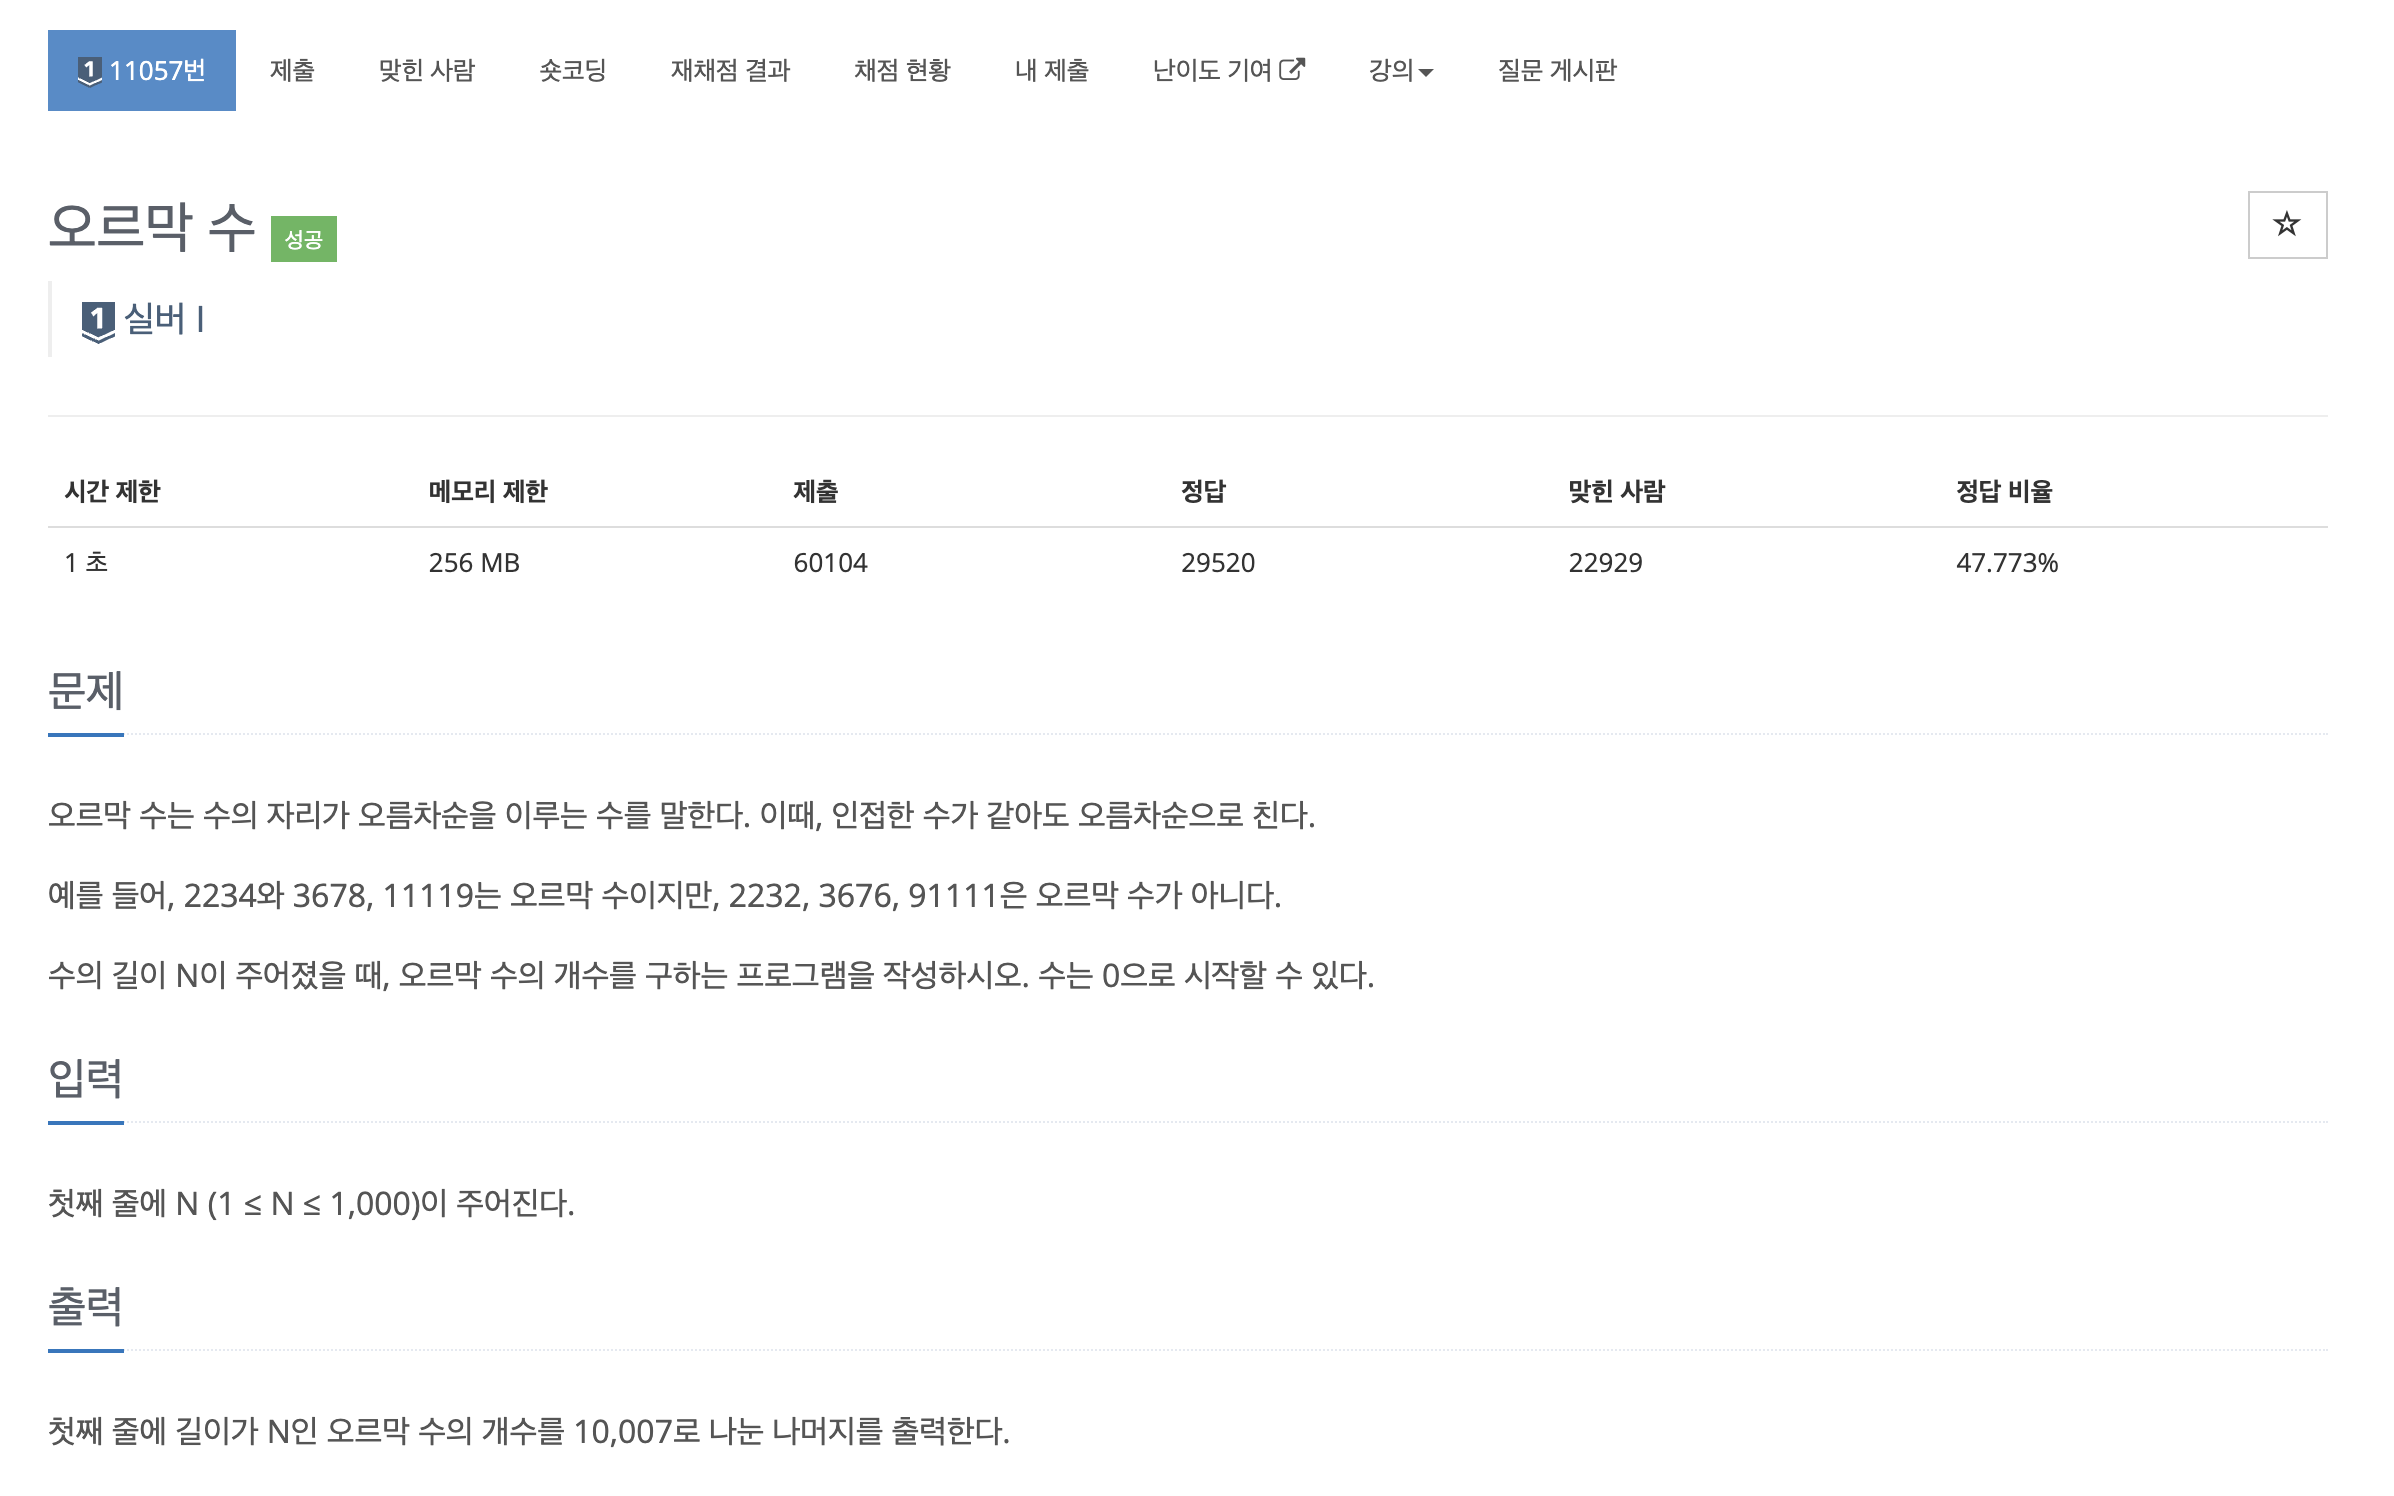 1 11057번 제출 맞힌 사람 숏코딩 재채점 결과 채점 현황 내 제출 난이도 기여 강의 질문 게시판
오르막 수 성공
1 실버 I
시간 제한 메모리 제한 제출 정답 맞힌 사람 정답 비율
1 초 256 MB 60104 29520 22929 47.773%
문제
오르막 수는 수의 자리가 오름차순을 이루는 수를 말한다. 이때, 인접한 수가 같아도 오름차순으로 친다.
예를 들어, 2234와 3678, 11119는 오르막 수이지만, 2232, 3676, 91111은 오르막 수가 아니다.
수의 길이 N이 주어졌을 때, 오르막 수의 개수를 구하는 프로그램을 작성하시오. 수는 0으로 시작할 수 있다.
입력
첫째 줄에 N (1 ≤ N ≤ 1,000)이 주어진다.
출력
첫째 줄에 길이가 N인 오르막 수의 개수를 10,007로 나눈 나머지를 출력한다.